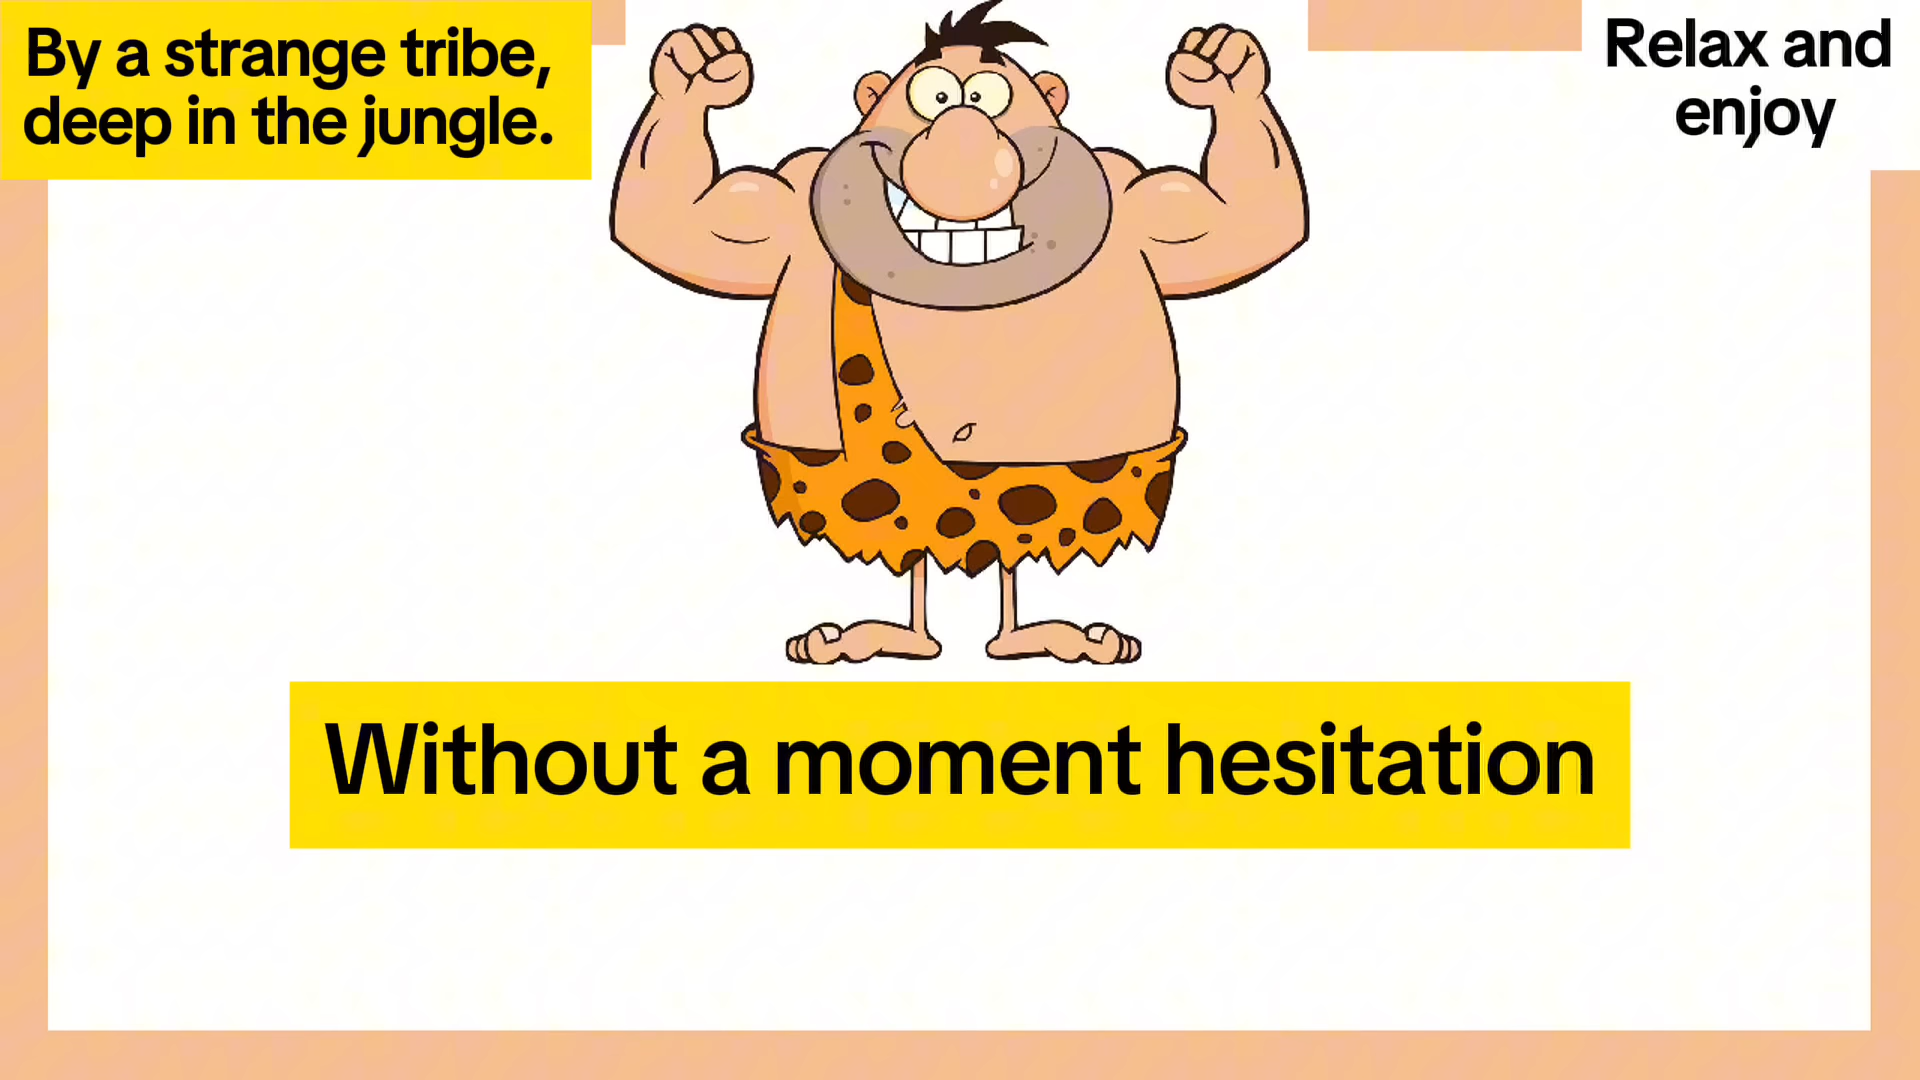 By a strange tribe,
deep in the jungle.
Relax and
enjoy
Without a moment hesitation